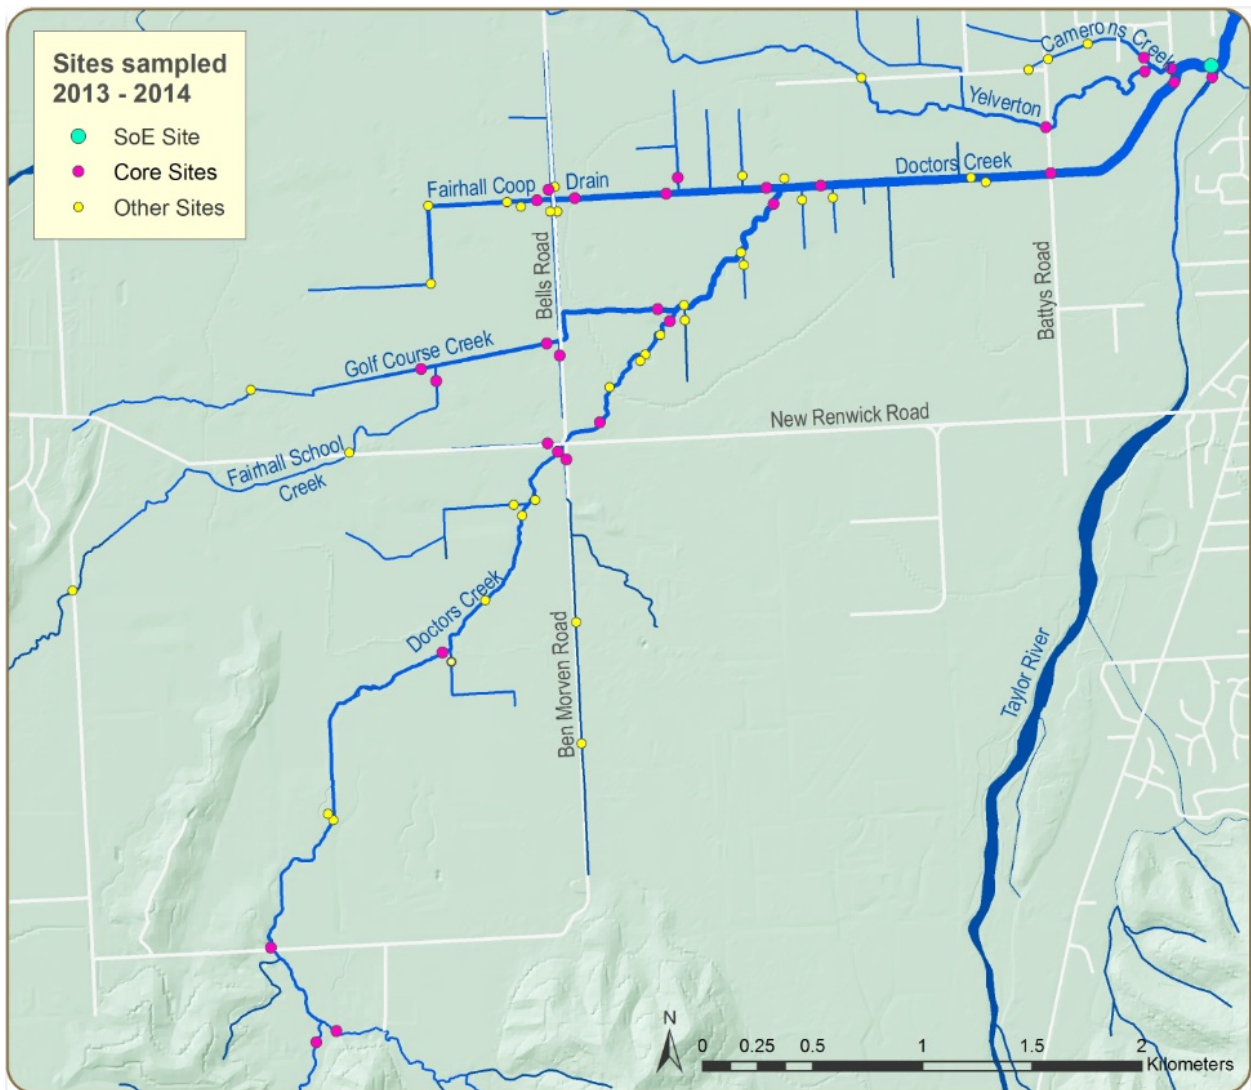 Sites sampled
2013 - 2014
SoE Site
Core Sites
Other Sites
Camerons Creek
Yelverton
Doctors Creek
Fairhall Coop Drain
Bells Road
Battys Road
Golf Course Creek
New Renwick Road
Fairhall School
Creek
Doctors Creek
Ben Morven Road
Taylor River
N
0 0.25 0.5 1 1.5 2
Kilometers